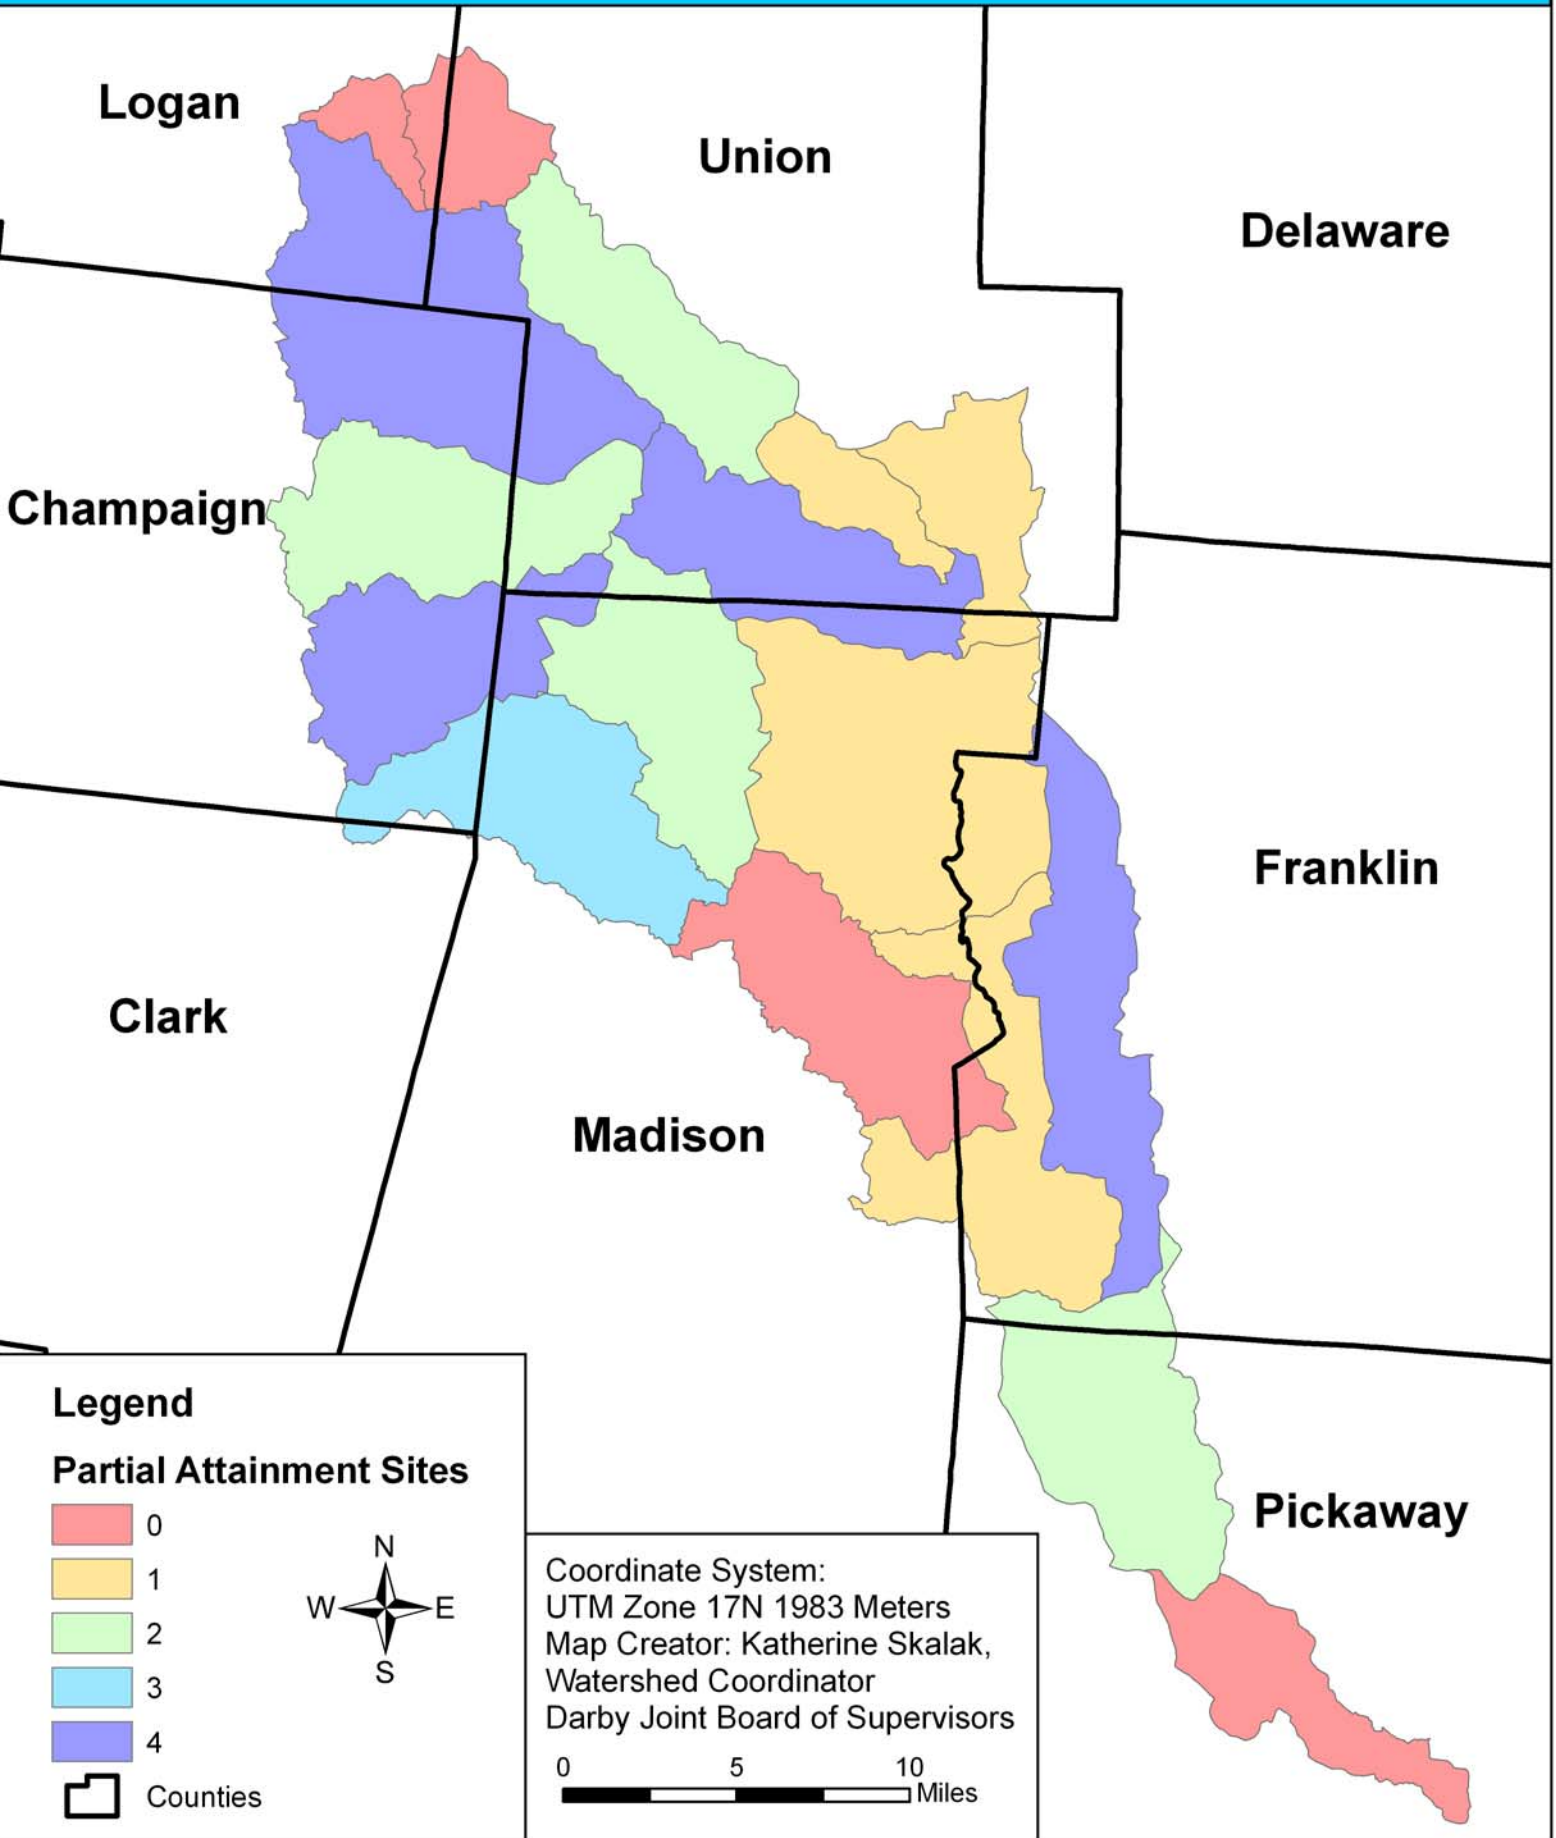 Logan
Union
Delaware
Champaign
Franklin
Clark
Madison
Pickaway
Legend
Partial Attainment Sites
0
1
2
3
4
Counties
N
W E
S
Coordinate System:
UTM Zone 17N 1983 Meters
Map Creator: Katherine Skalak,
Watershed Coordinator
Darby Joint Board of Supervisors
0 5 10
Miles